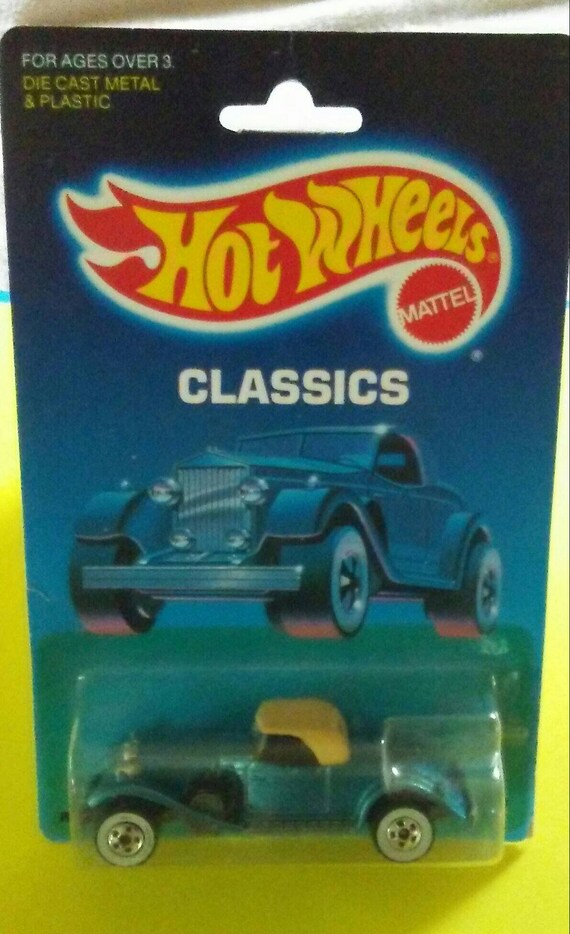 FOR AGES OVER 3.
DIE CAST METAL
& PLASTIC
HOT WHEELS®
MATTEL
®
CLASSICS